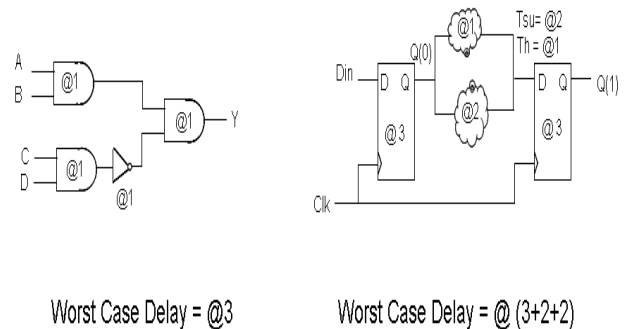 A
B
@1
@1
Y
C
D
@1
@1
Worst Case Delay = @3
Din
D Q
@3
Q(0)
@1
@2
Tsu= @2
Th = @1
D Q
@3
Q(1)
Clk
Worst Case Delay = @ (3+2+2)